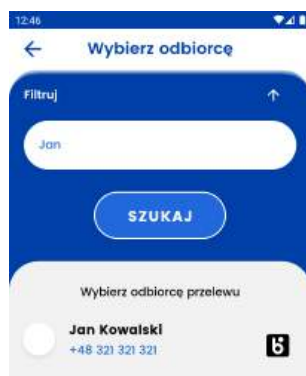 12:46
Wybierz odbiorcę
Filtruj
Jan
SZUKAJ
Wybierz odbiorcę przelewu
Jan Kowalski
+48 321 321 321